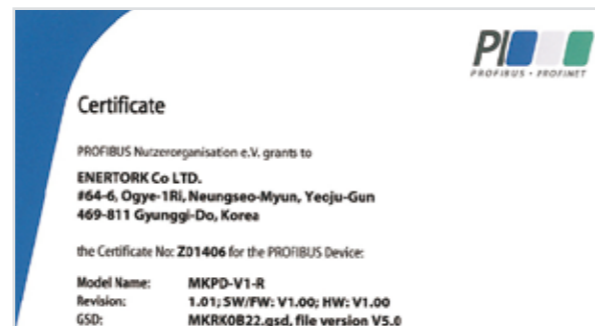 PI
PROFIBUS • PROFINET
Certificate
PROFIBUS Nutzerorganisation e.V. grants to
ENERTORK Co LTD.
#64-6, Ogye-1Ri, Neungseo-Myun, Yeoju-Gun
469-811 Gyunggi-Do, Korea
the Certificate No: Z01406 for the PROFIBUS Device:
Model Name: MKPD-V1-R
Revision: 1.01; SW/FW: V1.00; HW: V1.00
GSD: MKRK0B22.gsd, file version V5.0